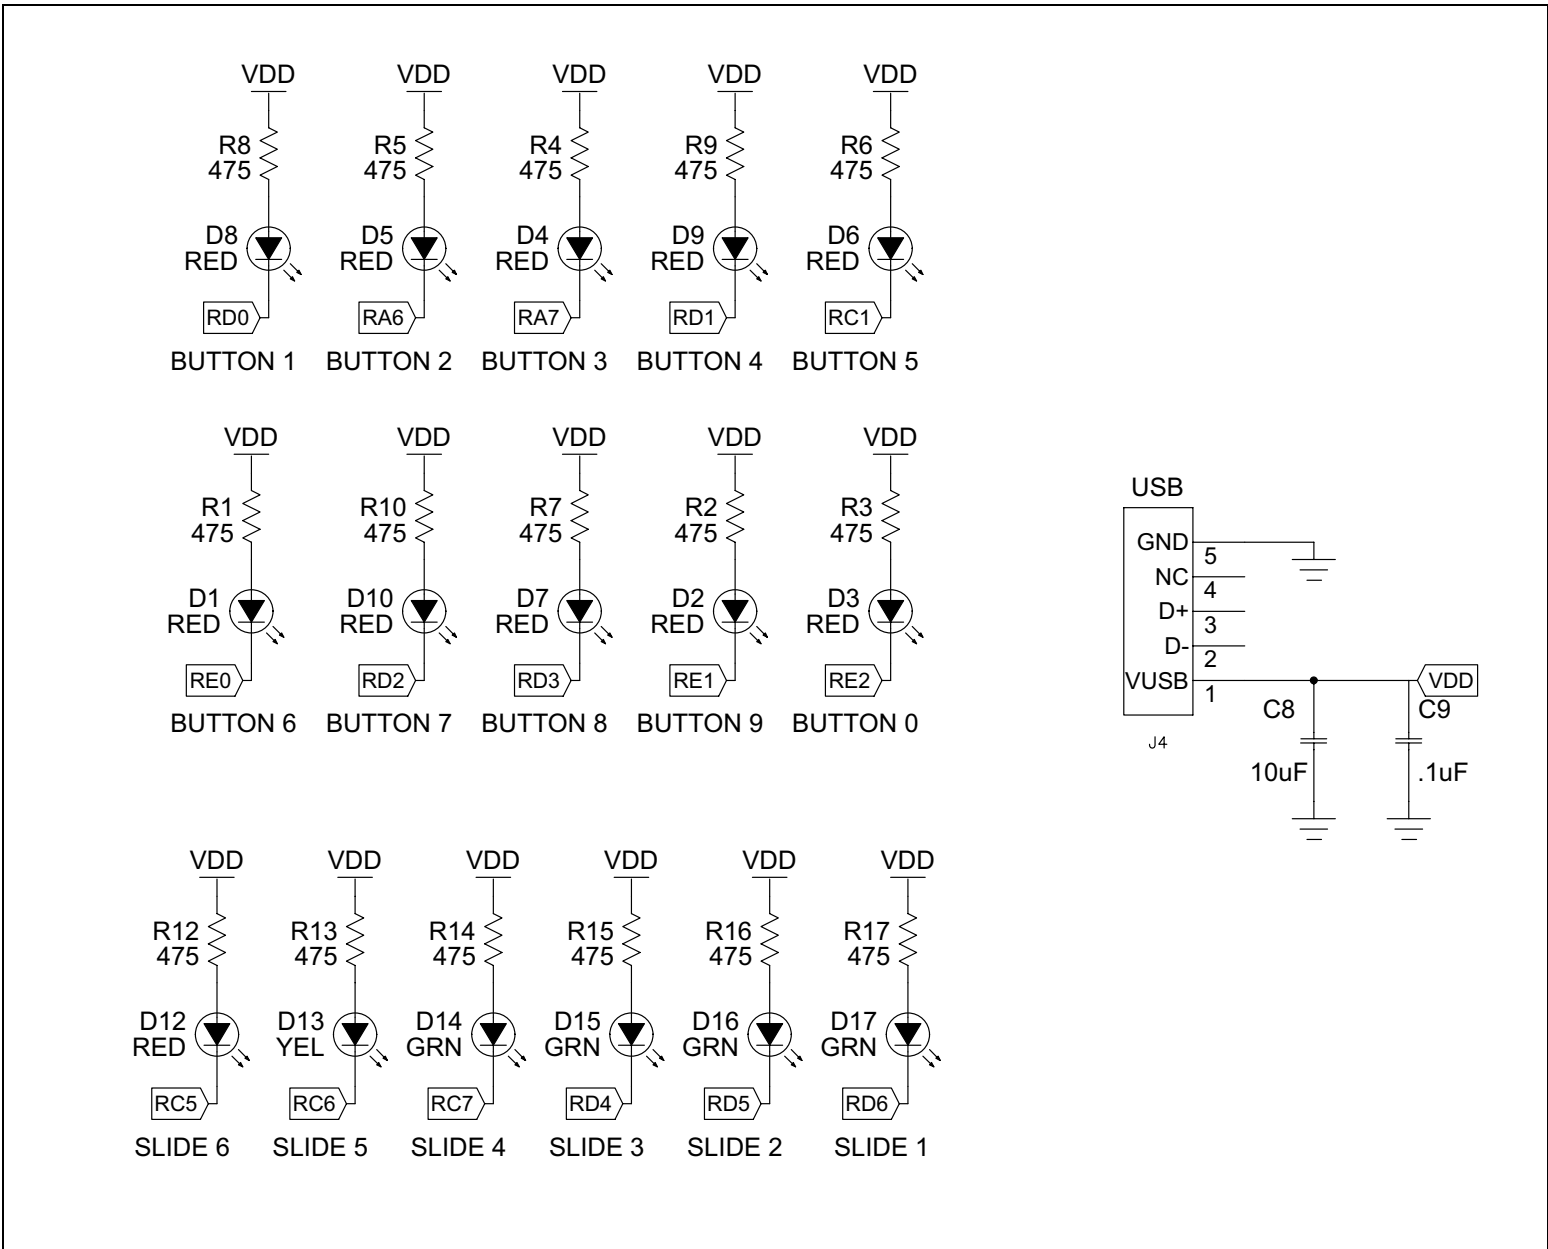 VDD VDD VDD VDD VDD
R8 R5 R4 R9 R6
475 475 475 475 475
D8 D5 D4 D9 D6
RED RED RED RED RED
RD0 RA6 RA7 RD1 RC1
BUTTON 1 BUTTON 2 BUTTON 3 BUTTON 4 BUTTON 5
VDD VDD VDD VDD VDD
R1 R10 R7 R2 R3
475 475 475 475 475
D1 D10 D7 D2 D3
RED RED RED RED RED
RE0 RD2 RD3 RE1 RE2
BUTTON 6 BUTTON 7 BUTTON 8 BUTTON 9 BUTTON 0
USB
GND 5
NC 4
D+ 3
D- 2
VUSB 1 VDD
C8 C9
J4
10uF .1uF
VDD VDD VDD VDD VDD VDD
R12 R13 R14 R15 R16 R17
475 475 475 475 475 475
D12 D13 D14 D15 D16 D17
RED YEL GRN GRN GRN GRN
RC5 RC6 RC7 RD4 RD5 RD6
SLIDE 6 SLIDE 5 SLIDE 4 SLIDE 3 SLIDE 2 SLIDE 1